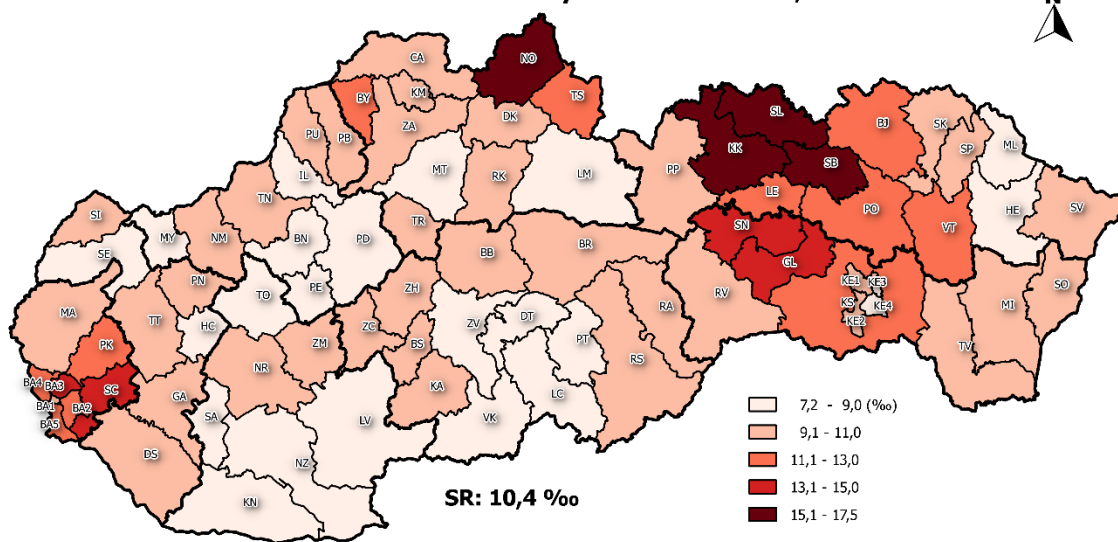 CA
NO
KM
BY
TS
DK
PU
PB
ZA
SL
BJ
SK
SP
ML
KK
SB
MT
LM
PP
IL
RK
LE
TN
PO
HE
SV
SI
TR
SN
VT
MY
NM
BN
PD
SE
BB
BR
GL
PN
TO
PE
ZH
RV
RA
KE1
KE3
SO
MA
KS
KE4
MI
TT
HC
ZC
ZV
DT
KE2
PK
ZM
BS
PT
TV
BA4
BA3
SC
NR
RS
GA
KA
BA1
BA2
LC
SA
LV
VK
BA5
DS
NZ
KN
7,2 - 9,0 (‰)
9,1 - 11,0
11,1 - 13,0
13,1 - 15,0
15,1 - 17,5
SR: 10,4 ‰